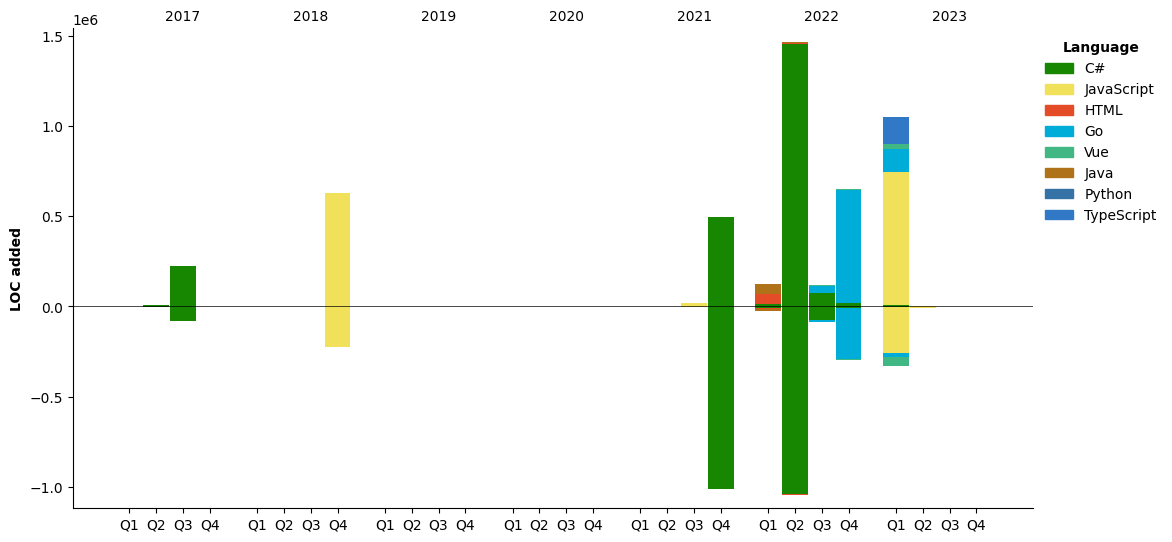 1e6
2017 2018 2019 2020 2021 2022 2023
1.5
1.0
0.5
0.0
−0.5
−1.0
LOC added
Q1 Q2 Q3 Q4 Q1 Q2 Q3 Q4 Q1 Q2 Q3 Q4 Q1 Q2 Q3 Q4 Q1 Q2 Q3 Q4 Q1 Q2 Q3 Q4 Q1 Q2 Q3 Q4
Language
C#
JavaScript
HTML
Go
Vue
Java
Python
TypeScript